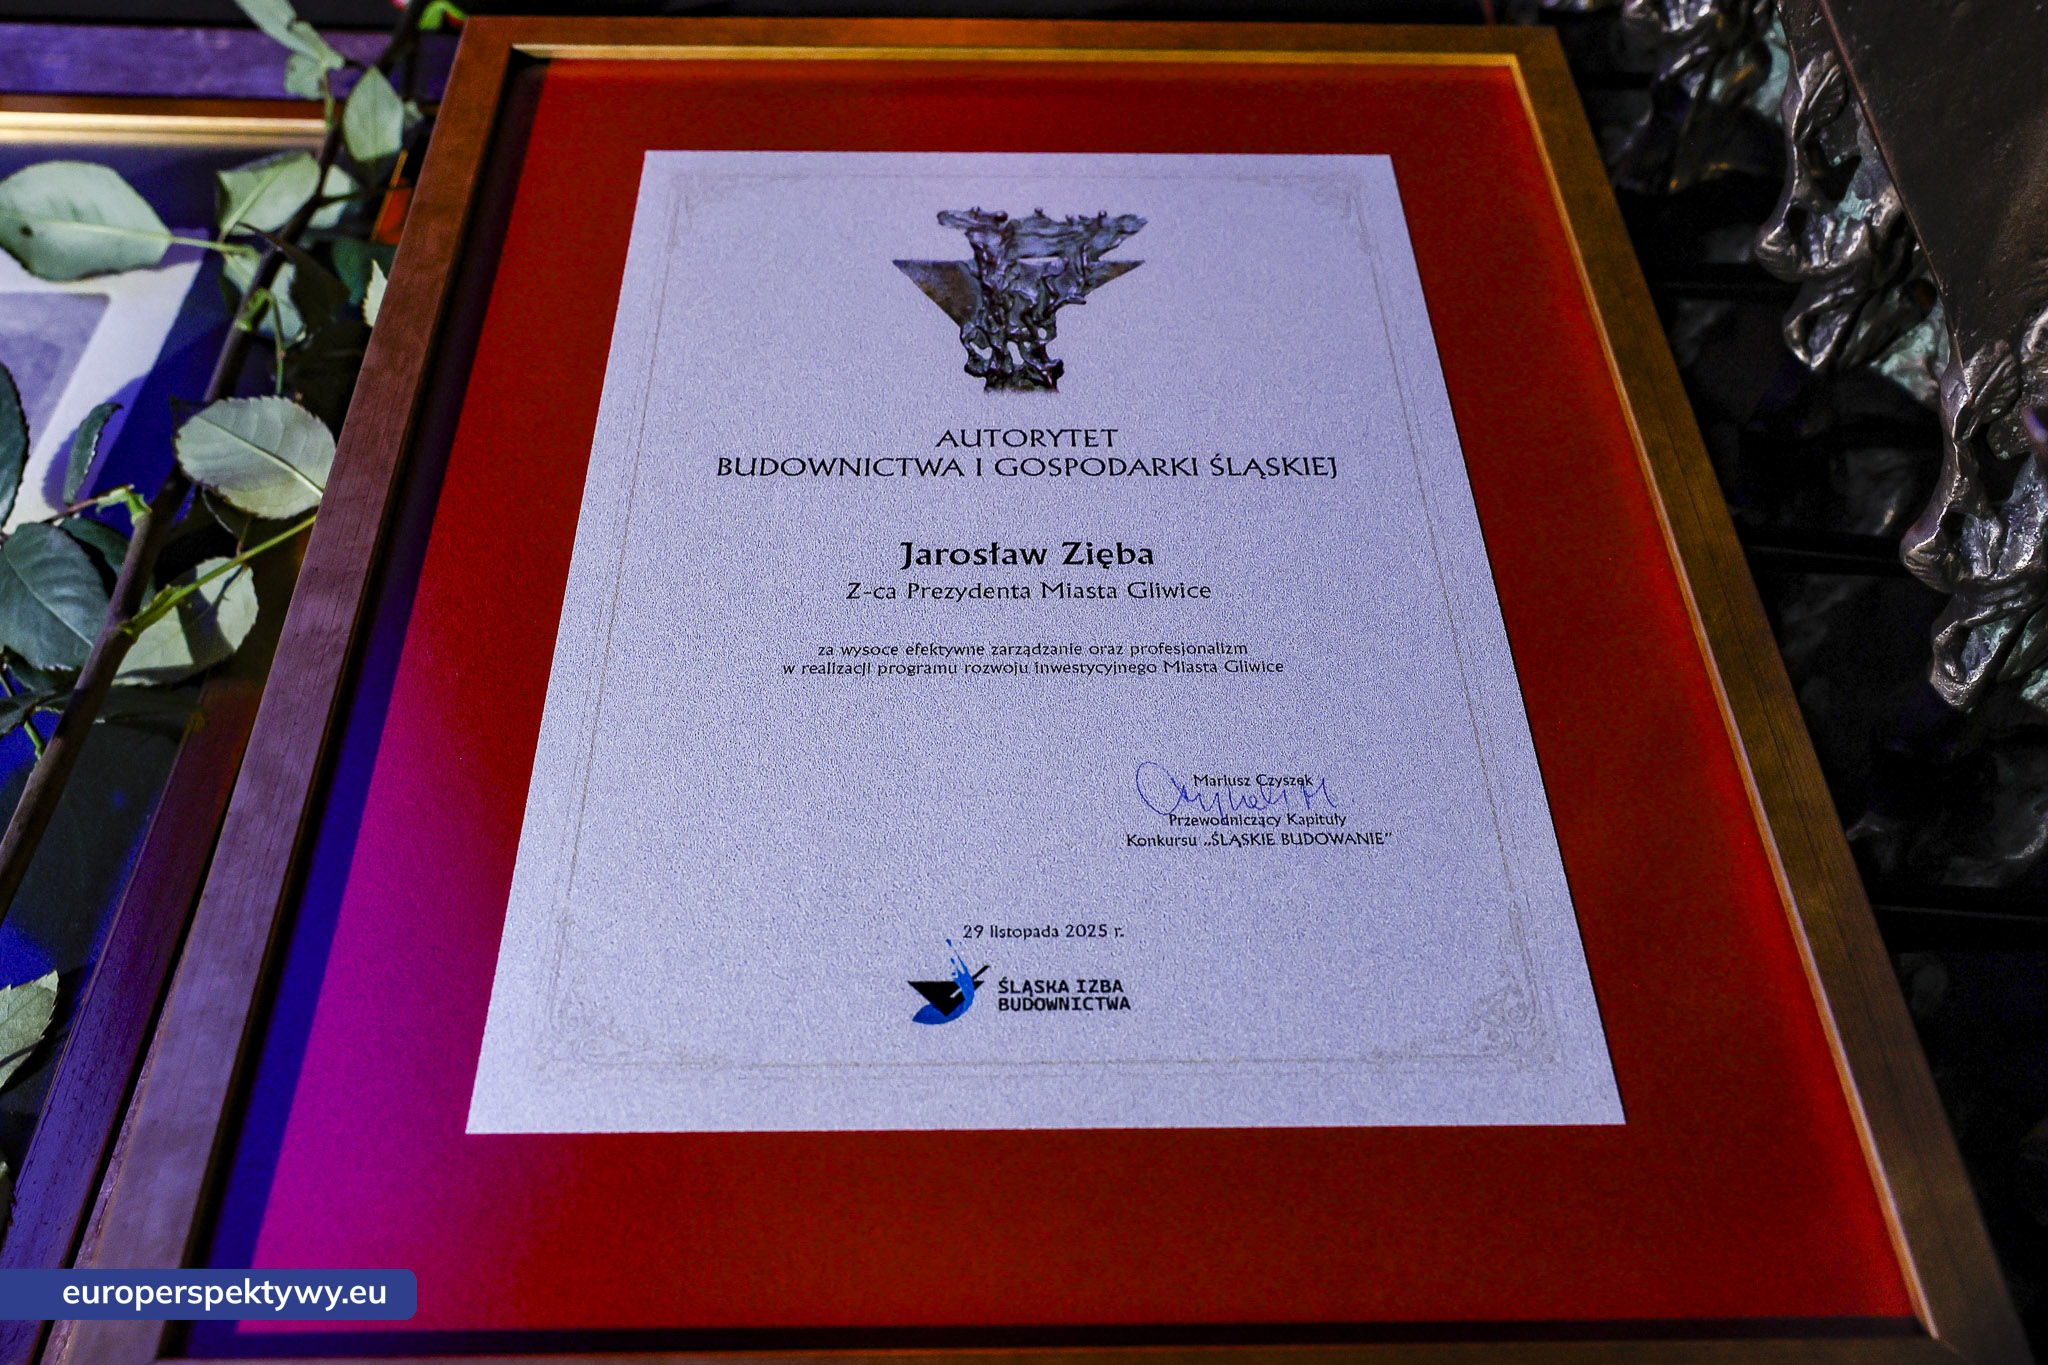 AUTORYTET
BUDOWNICTWA I GOSPODARKI ŚLĄSKIEJ
Jarosław Zięba
Z-ca Prezydenta Miasta Gliwice
za wysoce efektywne zarządzanie oraz profesjonalizm
w realizacji programu rozwoju inwestycyjnego Miasta Gliwice
Mariusz Czyszek
Przewodniczący Kapituły
Konkursu „ŚLĄSKIE BUDOWANIE”
29 listopada 2025 r.
ŚLĄSKA IZBA
BUDOWNICTWA
europerspektywy.eu